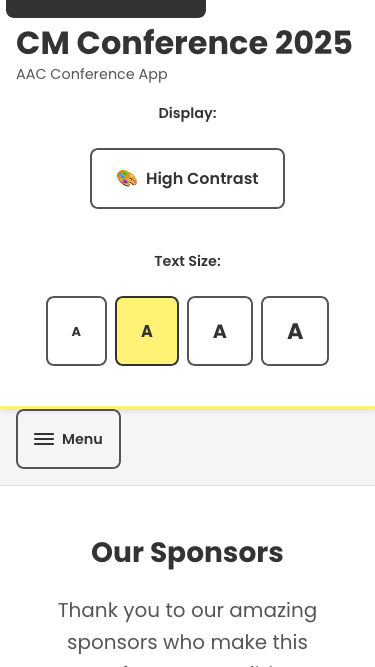 CM Conference 2025
AAC Conference App
Display:
🎨 High Contrast
Text Size:
A A A A
Menu
Our Sponsors
Thank you to our amazing
sponsors who make this